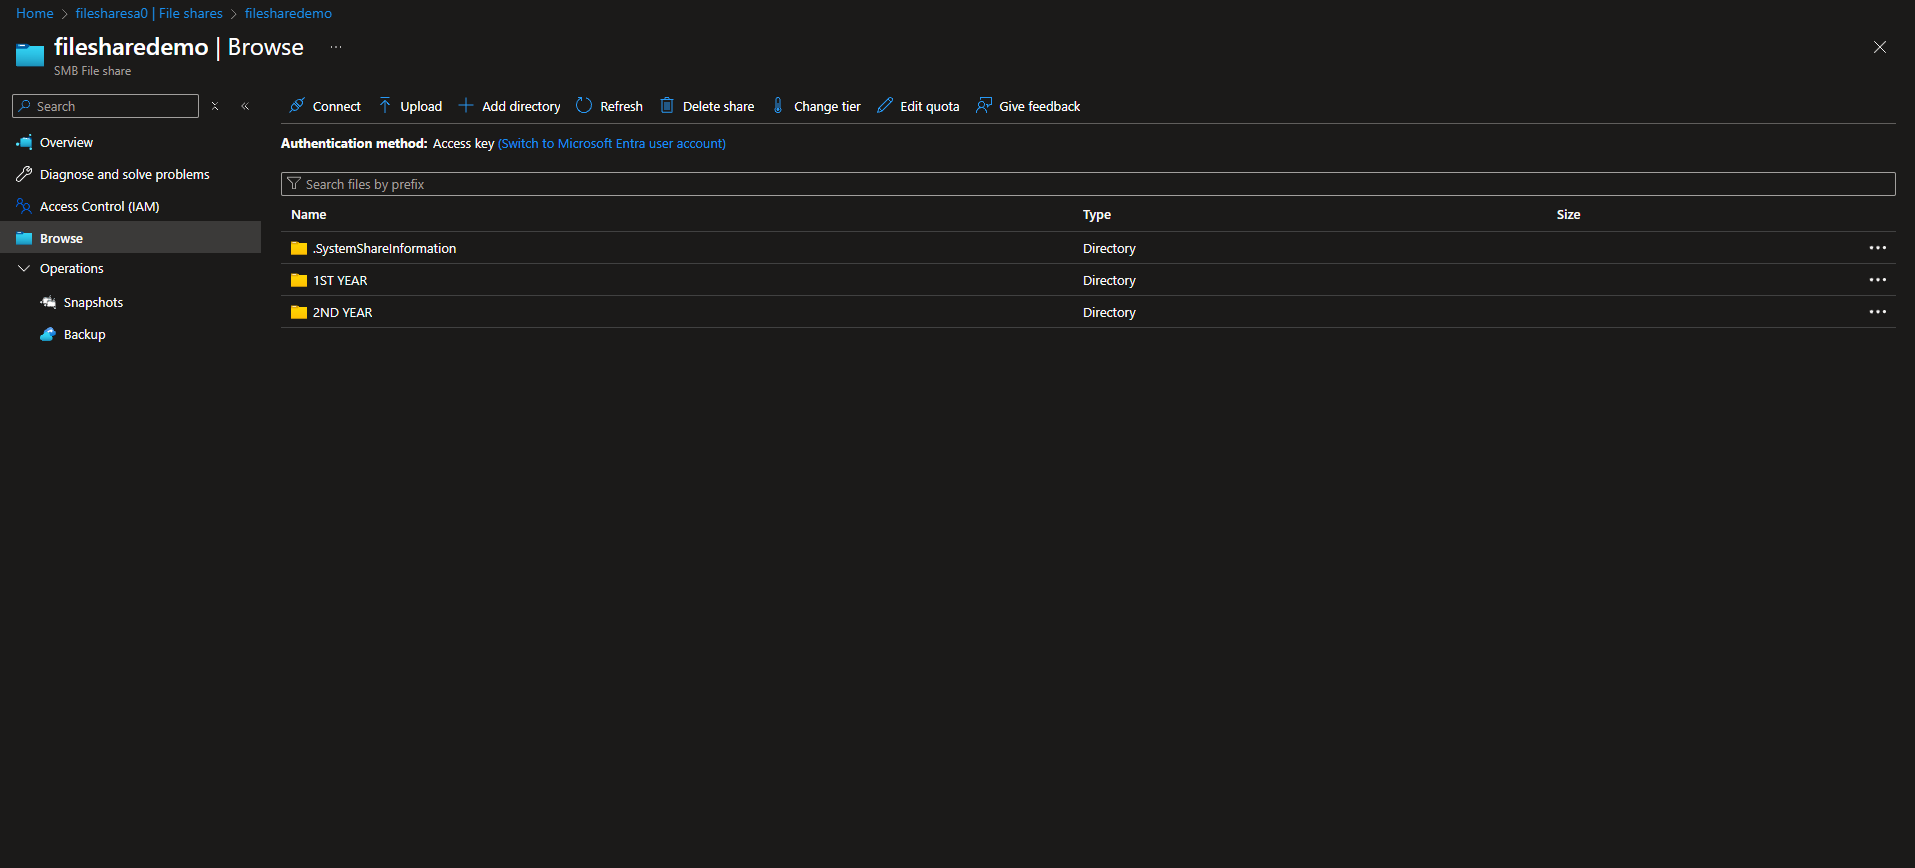 Home > filesharesa0 | File shares > filesharedemo
filesharedemo | Browse ...
SMB File share
Search
Connect Upload Add directory Refresh Delete share Change tier Edit quota Give feedback
Overview
Diagnose and solve problems
Access Control (IAM)
Browse
Operations
Snapshots
Backup
Authentication method: Access key (Switch to Microsoft Entra user account)
Search files by prefix
Name Type Size
.SystemShareInformation Directory
1ST YEAR Directory
2ND YEAR Directory